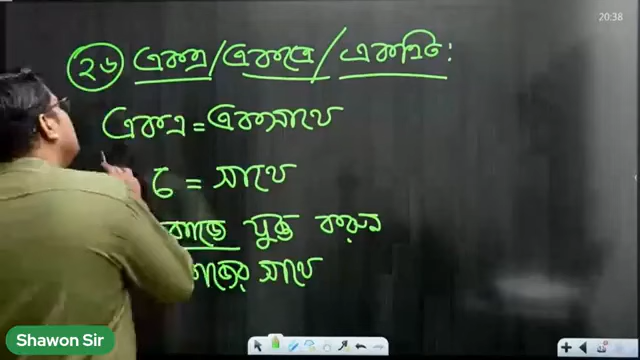 20:38
২৬ একত্র/একত্রে/একত্রিত:
একত্র = একসাথে
ে = সাথে
কাজে যুক্ত করুন
কাজের সাথে
Shawon Sir